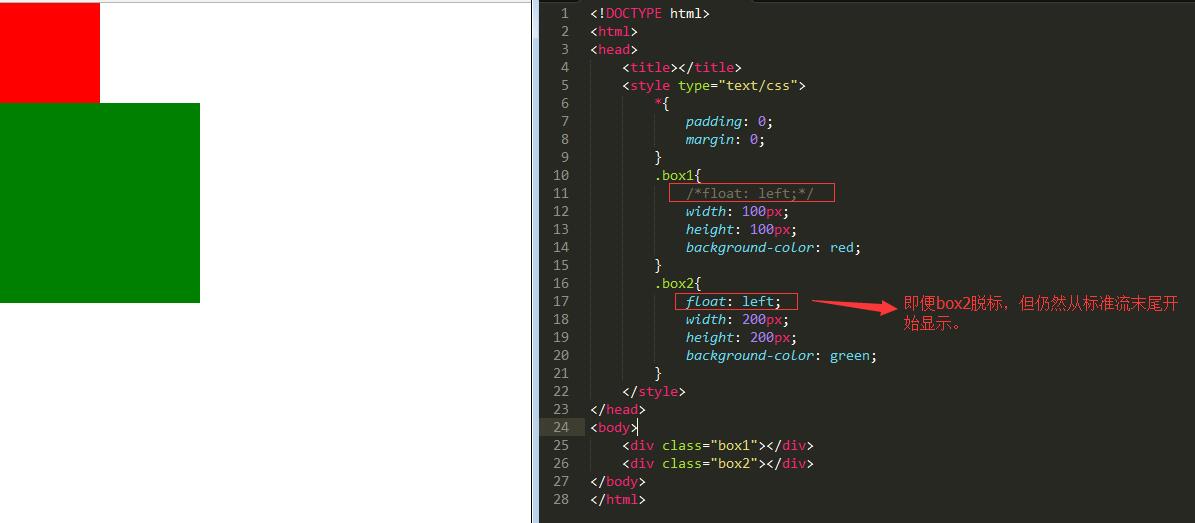 1 <!DOCTYPE html>
2 <html>
3 <head>
4 <title></title>
5 <style type="text/css">
6 *{
7 padding: 0;
8 margin: 0;
9 }
10 .box1{
11 /*float: left;*/
12 width: 100px;
13 height: 100px;
14 background-color: red;
15 }
16 .box2{
17 float: left;
18 width: 200px;
19 height: 200px;
20 background-color: green;
21 }
22 </style>
23 </head>
24 <body>
25 <div class="box1"></div>
26 <div class="box2"></div>
27 </body>
28 </html>
即便box2脱标，但仍然从标准流末尾开
始显示。